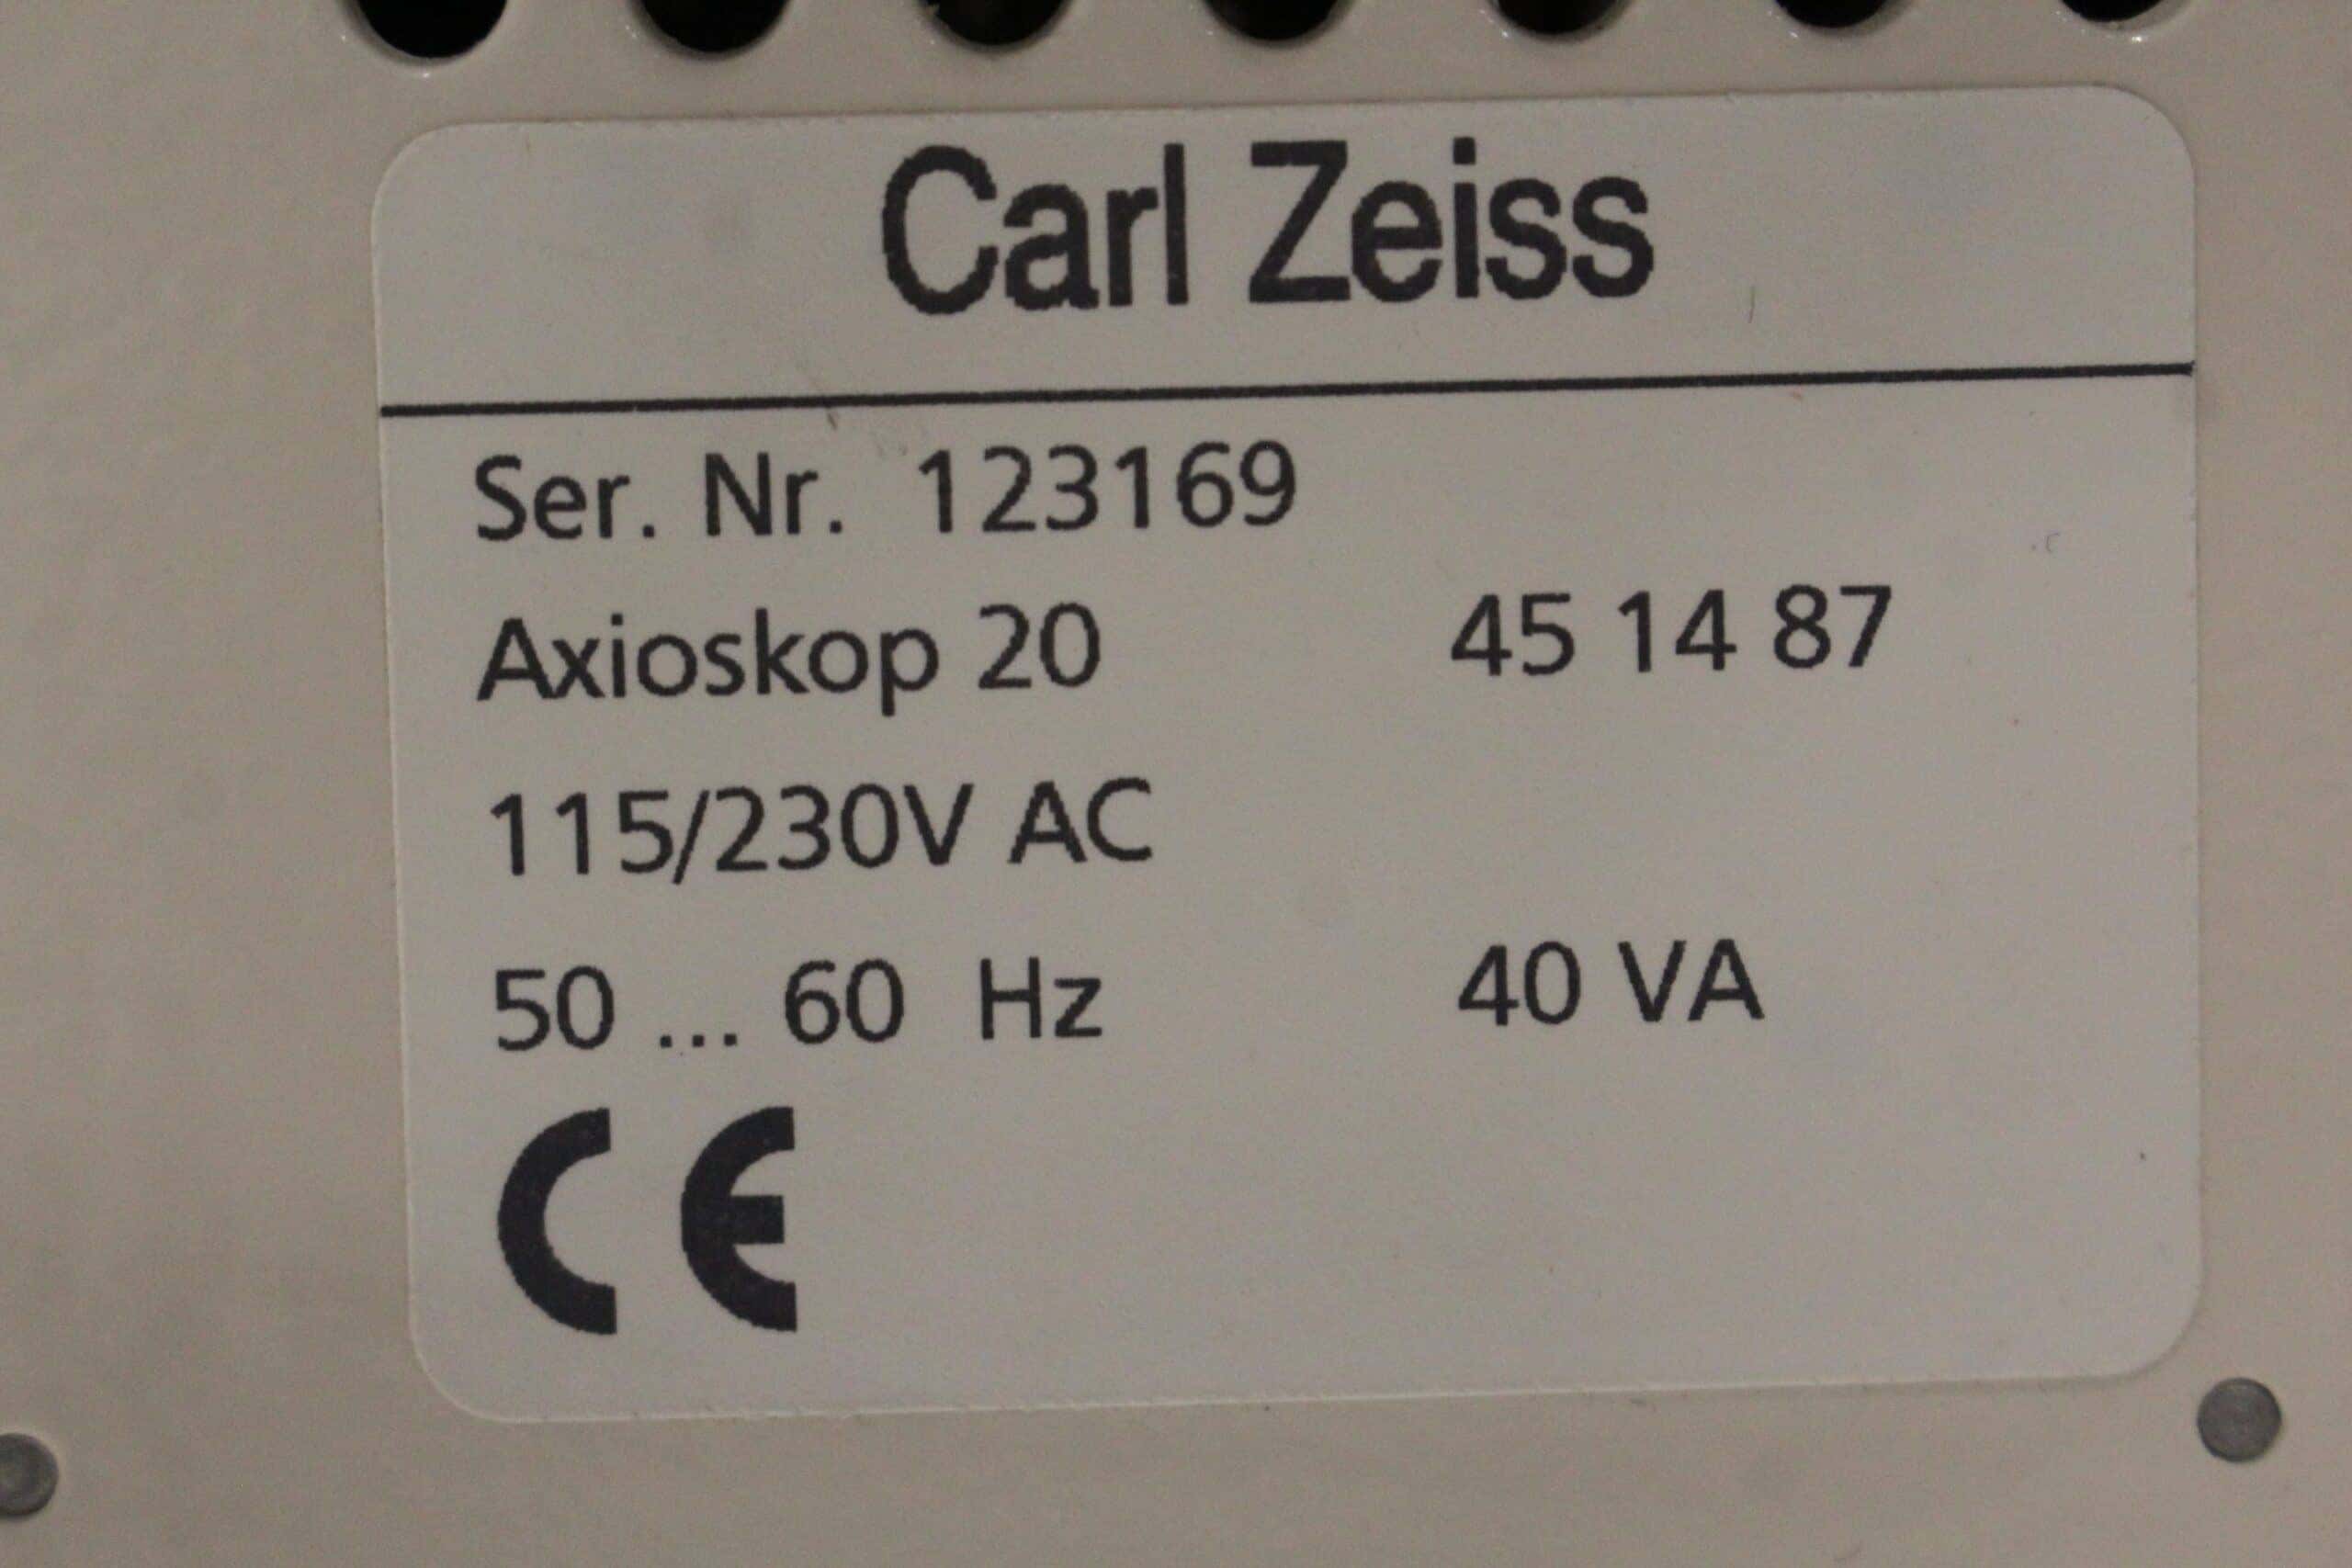 Carl Zeiss
Ser. Nr. 123169
Axioskop 20 45 14 87
115/230V AC
50 ... 60 Hz 40 VA
CE